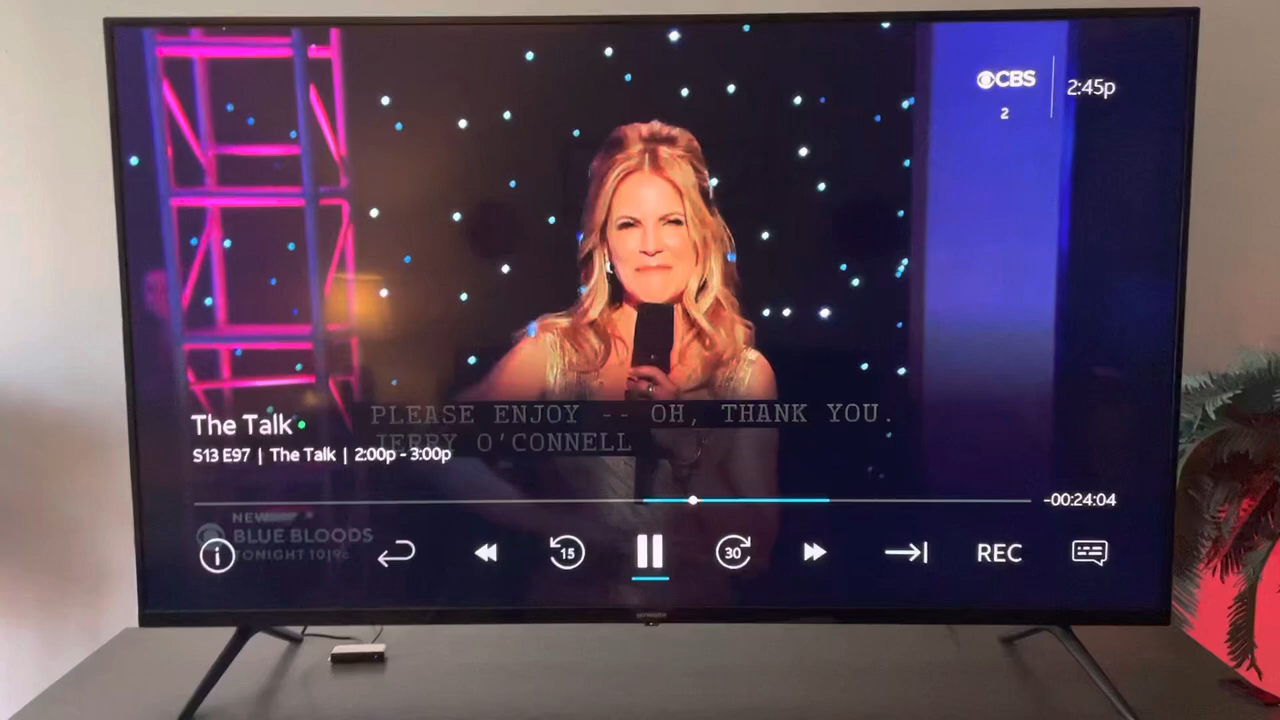 CBS
2:45p
2
PLEASE ENJOY -- OH, THANK YOU.
JERRY O'CONNELL
The Talk
S13 E97 | The Talk | 2:00p - 3:00p
-00:24:04
NEW
BLUE BLOODS
TONIGHT 10|9c
i
15
30
REC